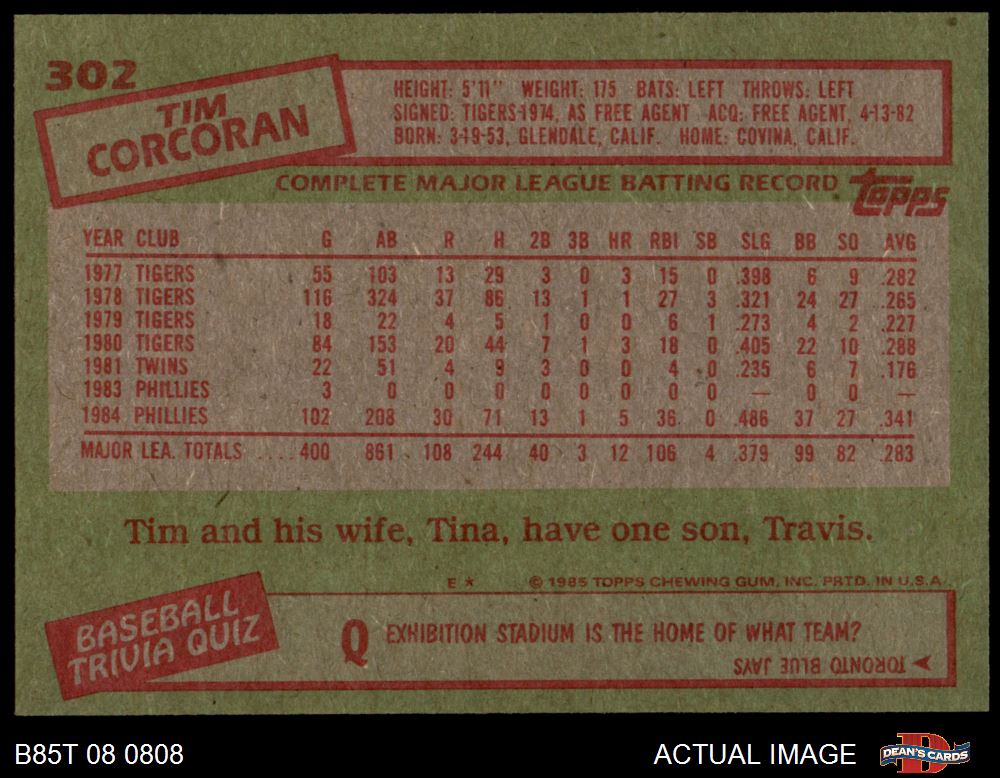 302
TIM
CORCORAN
HEIGHT: 5'11" WEIGHT: 175 BATS: LEFT THROWS: LEFT
SIGNED: TIGERS-1974, AS FREE AGENT ACQ: FREE AGENT, 4-13-82
BORN: 3-19-53, GLENDALE, CALIF. HOME: COVINA, CALIF.
COMPLETE MAJOR LEAGUE BATTING RECORD
topps
YEAR CLUB G AB R H 2B 3B HR RBI SB SLG BB SO AVG
1977 TIGERS 55 103 13 29 3 0 3 15 0 .398 6 9 .282
1978 TIGERS 116 324 37 86 13 1 1 27 3 .321 24 27 .265
1979 TIGERS 18 22 4 5 1 0 0 6 1 .273 4 2 .227
1980 TIGERS 84 153 20 44 7 1 3 18 0 .405 22 10 .288
1981 TWINS 22 51 4 9 3 0 0 4 0 .235 6 7 .176
1983 PHILLIES 3 0 0 0 0 0 0 0 0 — 0 0 —
1984 PHILLIES 102 208 30 71 13 1 5 36 0 .486 37 27 .341
MAJOR LEA. TOTALS ....400 861 108 244 40 3 12 106 4 .379 99 82 .283
Tim and his wife, Tina, have one son, Travis.
E * © 1985 TOPPS CHEWING GUM, INC. PRTD. IN U.S.A.
BASEBALL
TRIVIA QUIZ
Q EXHIBITION STADIUM IS THE HOME OF WHAT TEAM?
TORONTO BLUE JAYS
B85T 08 0808
ACTUAL IMAGE
D
DEAN'S CARDS